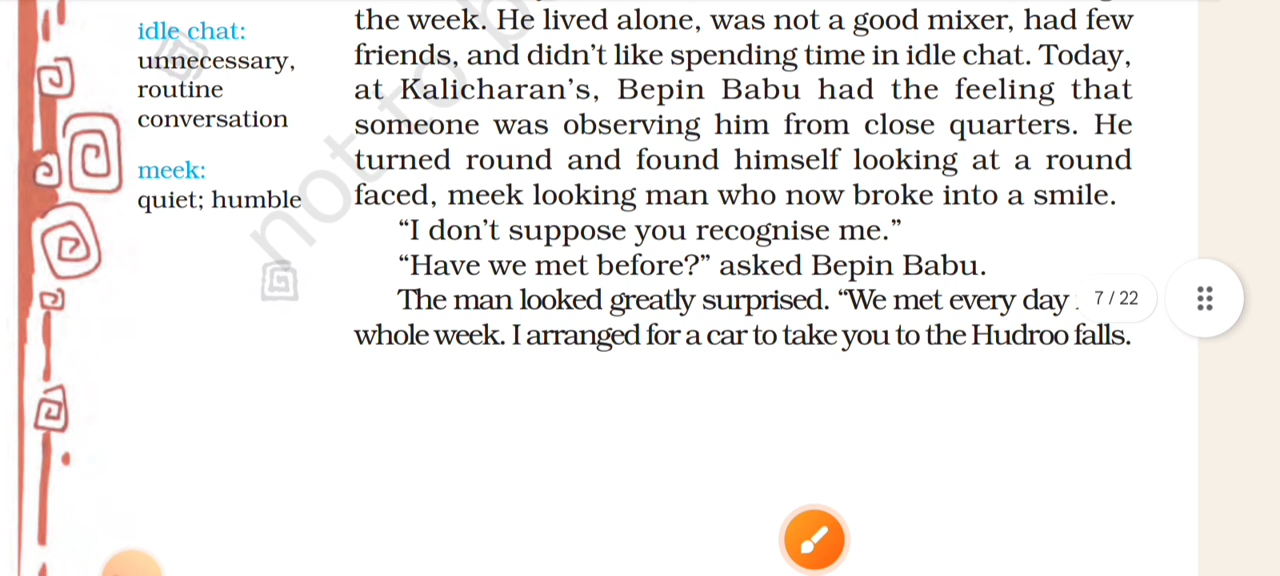 idle chat:
unnecessary,
routine
conversation
meek:
quiet; humble
the week. He lived alone, was not a good mixer, had few
friends, and didn’t like spending time in idle chat. Today,
at Kalicharan’s, Bepin Babu had the feeling that
someone was observing him from close quarters. He
turned round and found himself looking at a round
faced, meek looking man who now broke into a smile.
“I don’t suppose you recognise me.”
“Have we met before?” asked Bepin Babu.
The man looked greatly surprised. “We met every day
whole week. I arranged for a car to take you to the Hudroo falls.
7 / 22
not to b